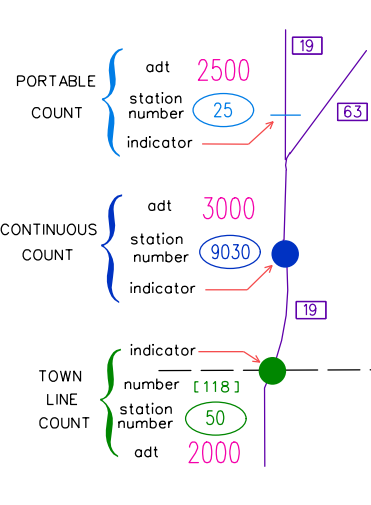 19
PORTABLE
COUNT
adt 2500
station
number 25
indicator
63
CONTINUOUS
COUNT
adt 3000
station
number 9030
indicator
19
TOWN
LINE
COUNT
indicator
number [118]
station
number 50
adt 2000